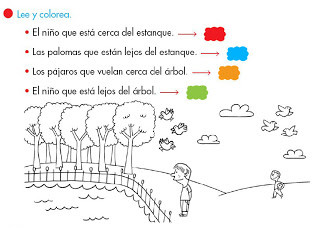 Lee y colorea.
El niño que está cerca del estanque.
Las palomas que están lejos del estanque.
Los pájaros que vuelan cerca del árbol.
El niño que está lejos del árbol.